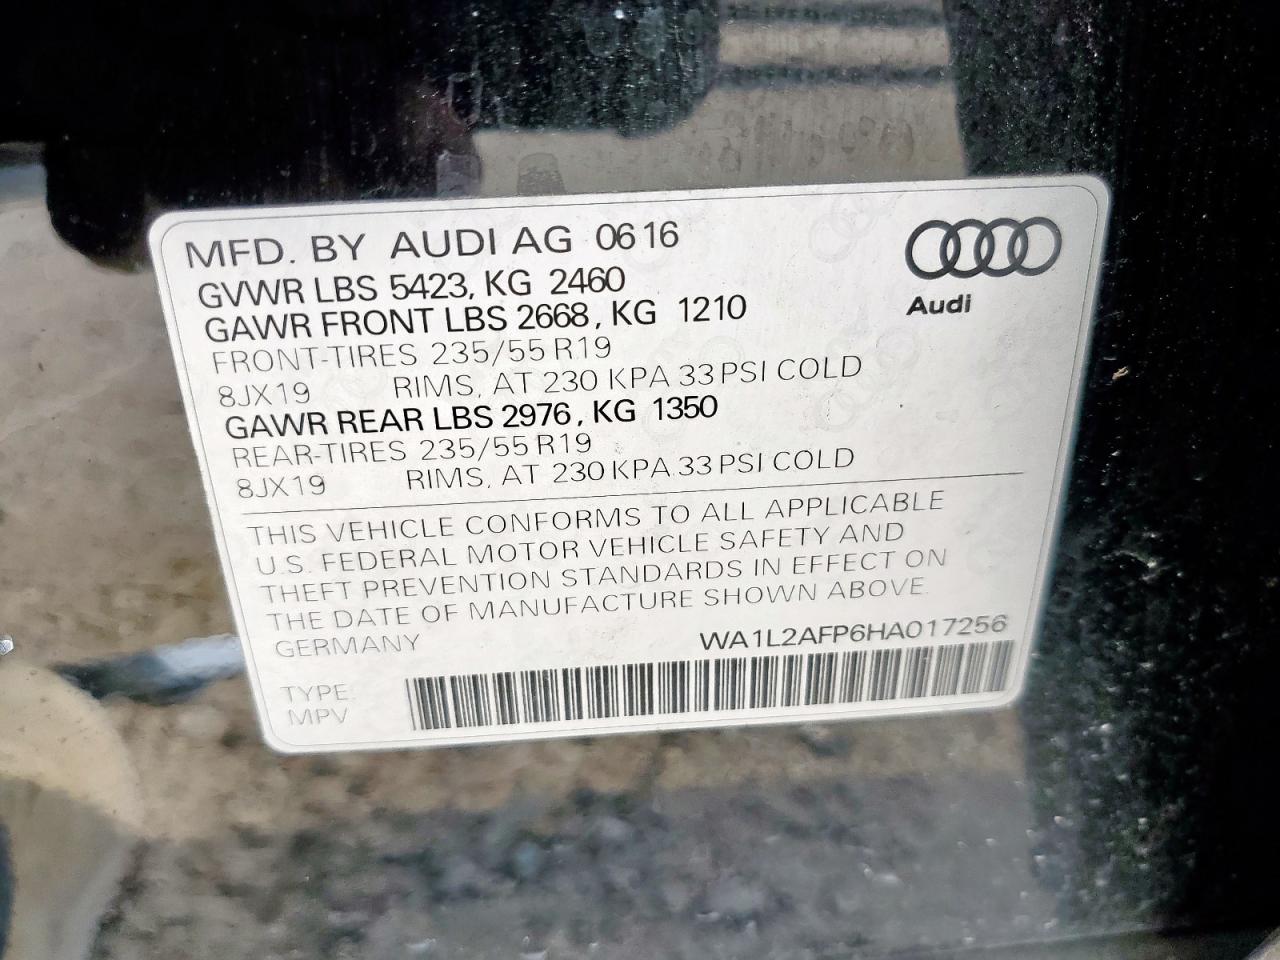 MFD. BY AUDI AG 0616
GVWR LBS 5423, KG 2460
GAWR FRONT LBS 2668, KG 1210
FRONT-TIRES 235/55 R19
8JX19 RIMS, AT 230 KPA 33 PSI COLD
GAWR REAR LBS 2976, KG 1350
REAR-TIRES 235/55 R19
8JX19 RIMS, AT 230 KPA 33 PSI COLD
Audi
THIS VEHICLE CONFORMS TO ALL APPLICABLE
U.S. FEDERAL MOTOR VEHICLE SAFETY AND
THEFT PREVENTION STANDARDS IN EFFECT ON
THE DATE OF MANUFACTURE SHOWN ABOVE.
GERMANY WA1L2AFP6HA017256
TYPE:
MPV